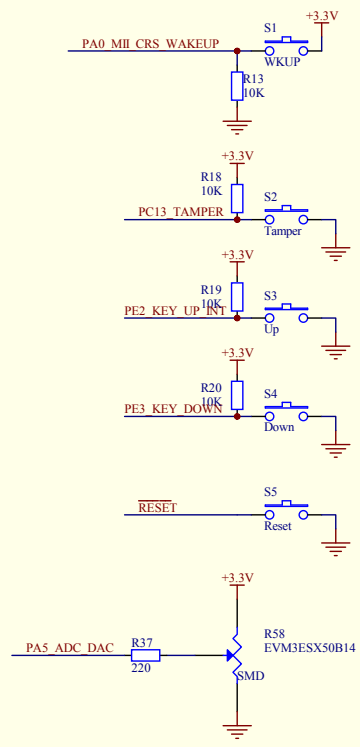 S1
+3.3V
PA0_MII_CRS_WAKEUP
WKUP
R13
10K
+3.3V
R18
10K
S2
PC13_TAMPER
Tamper
+3.3V
R19
10K
S3
PE2_KEY_UP_INT
Up
+3.3V
R20
10K
S4
PE3_KEY_DOWN
Down
S5
RESET
Reset
+3.3V
R58
EVM3ESX50B14
PA5_ADC_DAC
R37
220
SMD